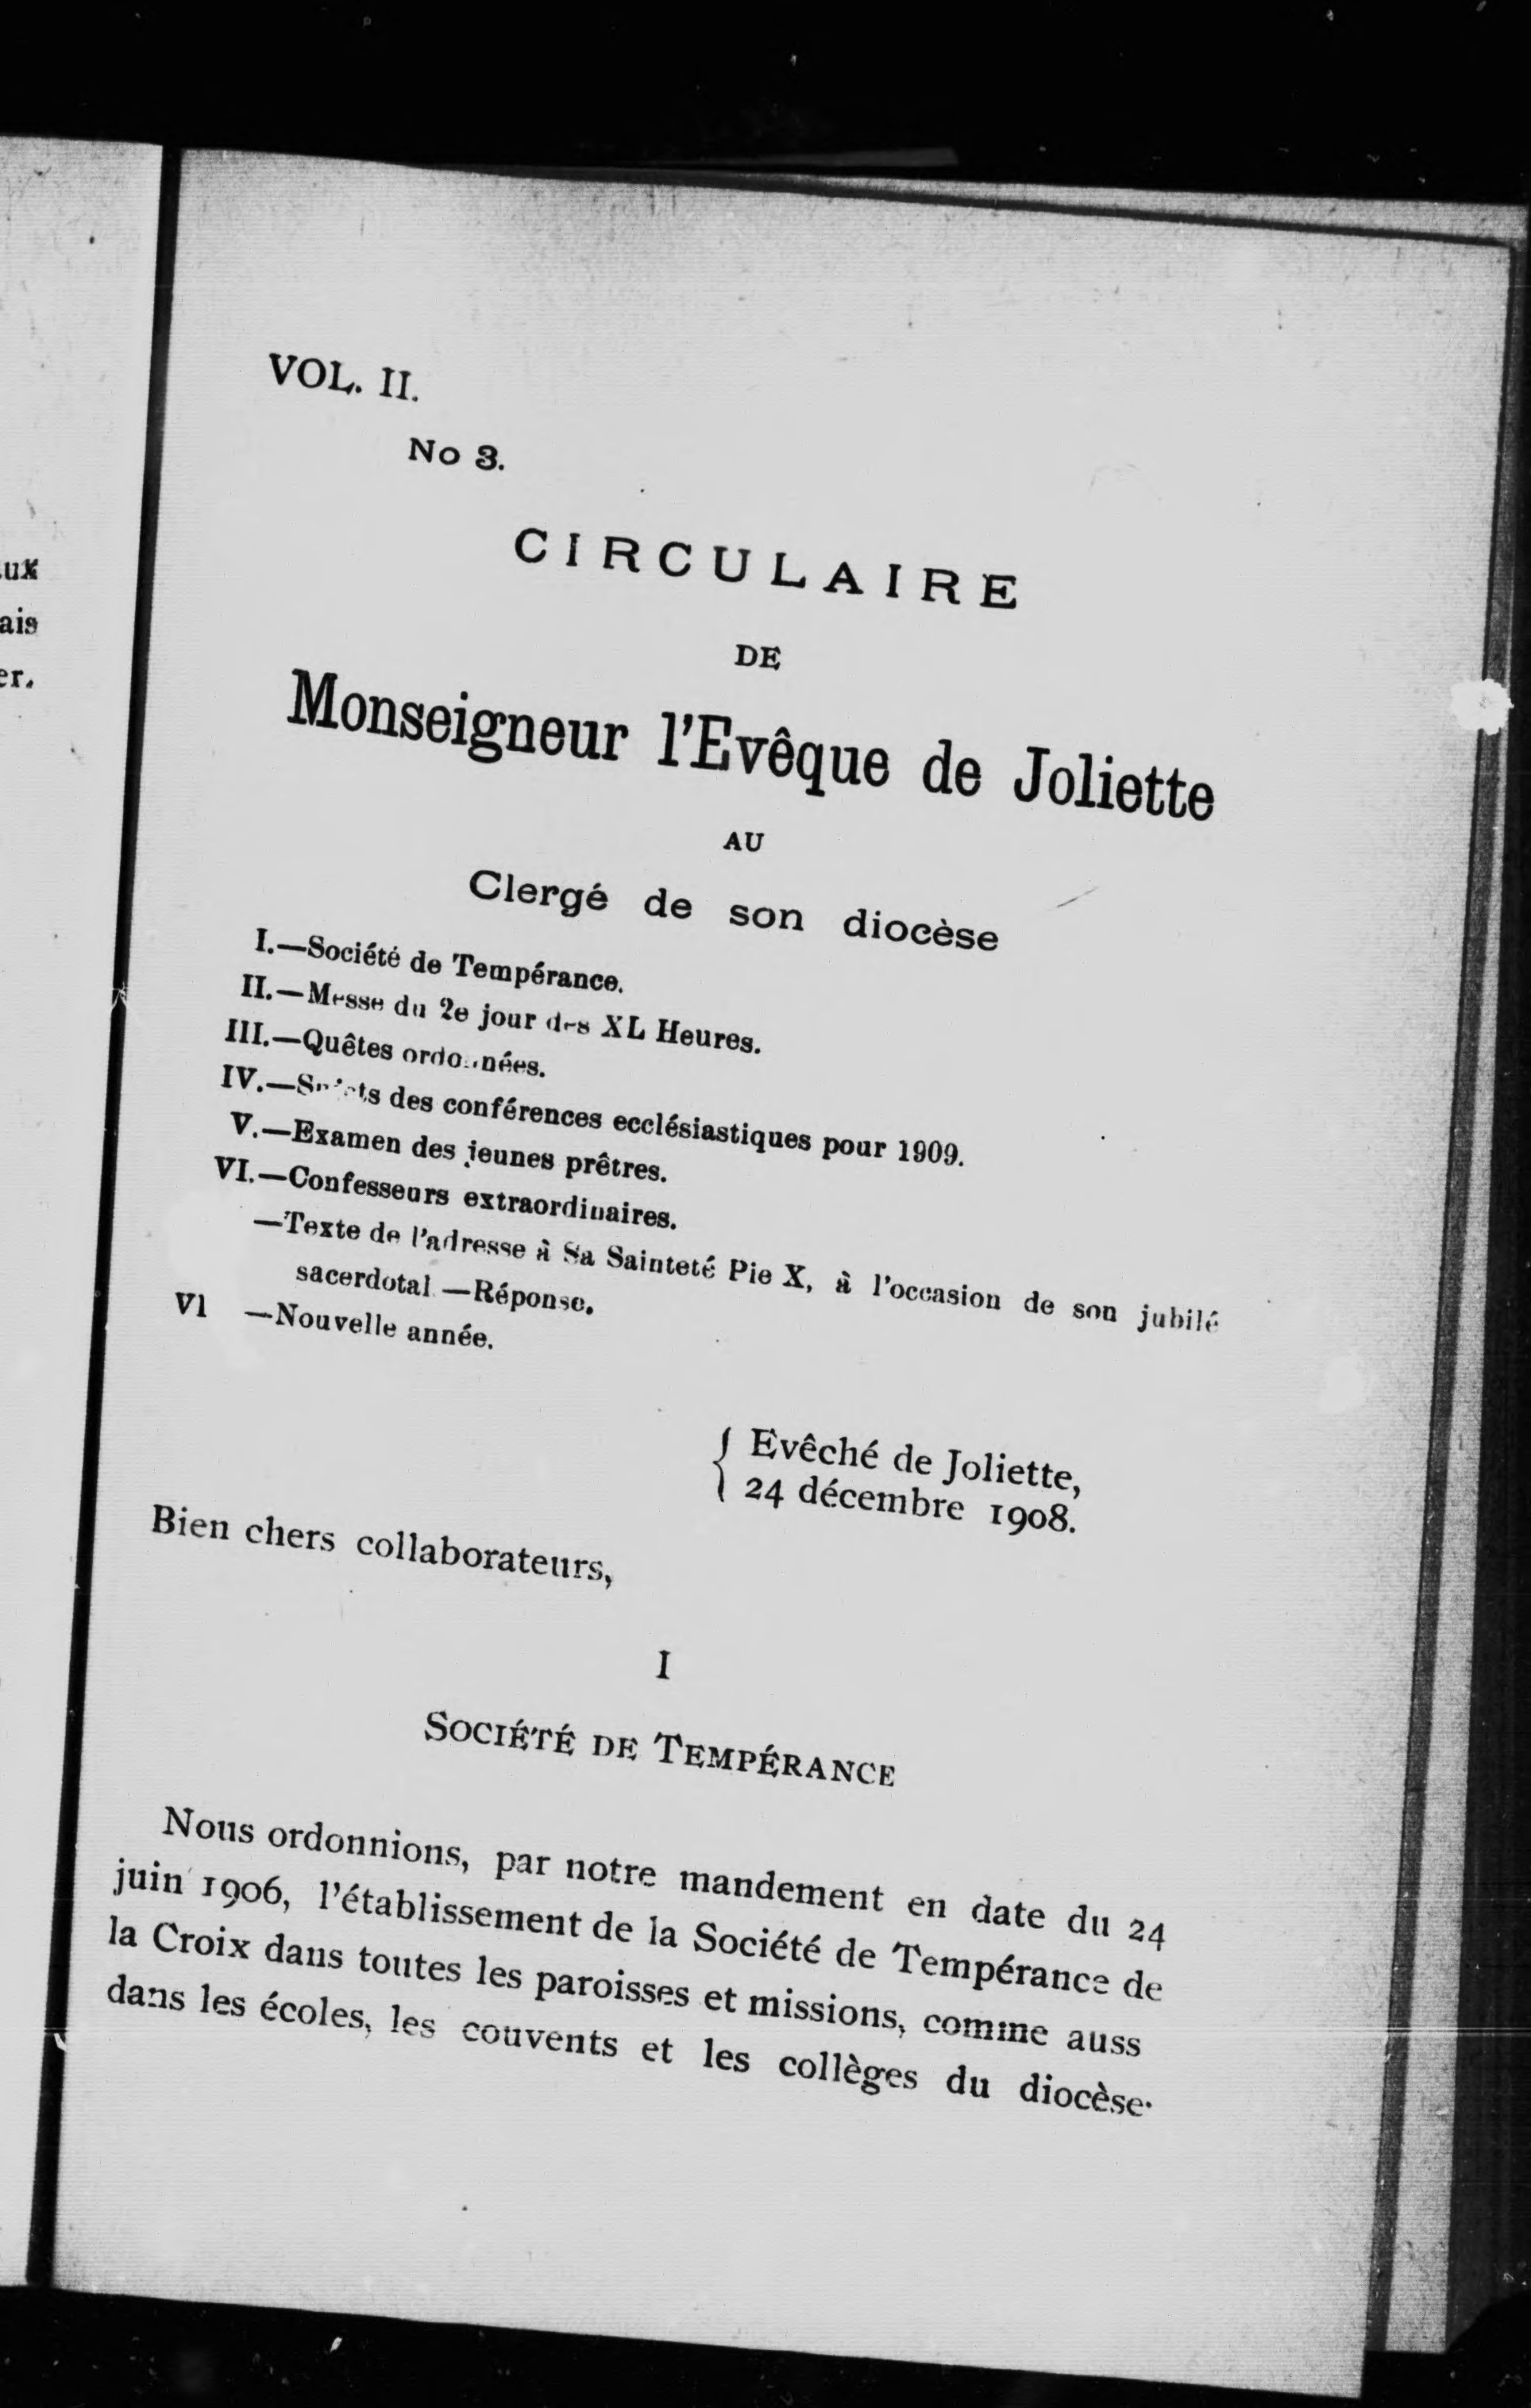 VOL. II.
No 3.
CIRCULAIRE
DE
Monseigneur l'Evêque de Joliette
AU
Clergé de son diocèse
I.—Société de Tempérance.
II.—Messe du 2e jour des XL Heures.
III.—Quêtes ordonnées.
IV.— des conférences ecclésiastiques pour 1909.
V.—Examen des jeunes prêtres.
VI.—Confesseurs extraordinaires.
—Texte de l'adresse à Sa Sainteté Pie X, à l'occasion de son jubilé
sacerdotal.—Réponse.
VI —Nouvelle année.
Evêché de Joliette,
24 décembre 1908.
Bien chers collaborateurs,
I
SOCIÉTÉ DE TEMPÉRANCE
Nous ordonnions, par notre mandement en date du 24
juin 1906, l'établissement de la Société de Tempérance de
la Croix dans toutes les paroisses et missions, comme auss
dans les écoles, les couvents et les collèges du diocèse.
ux
ais
er.